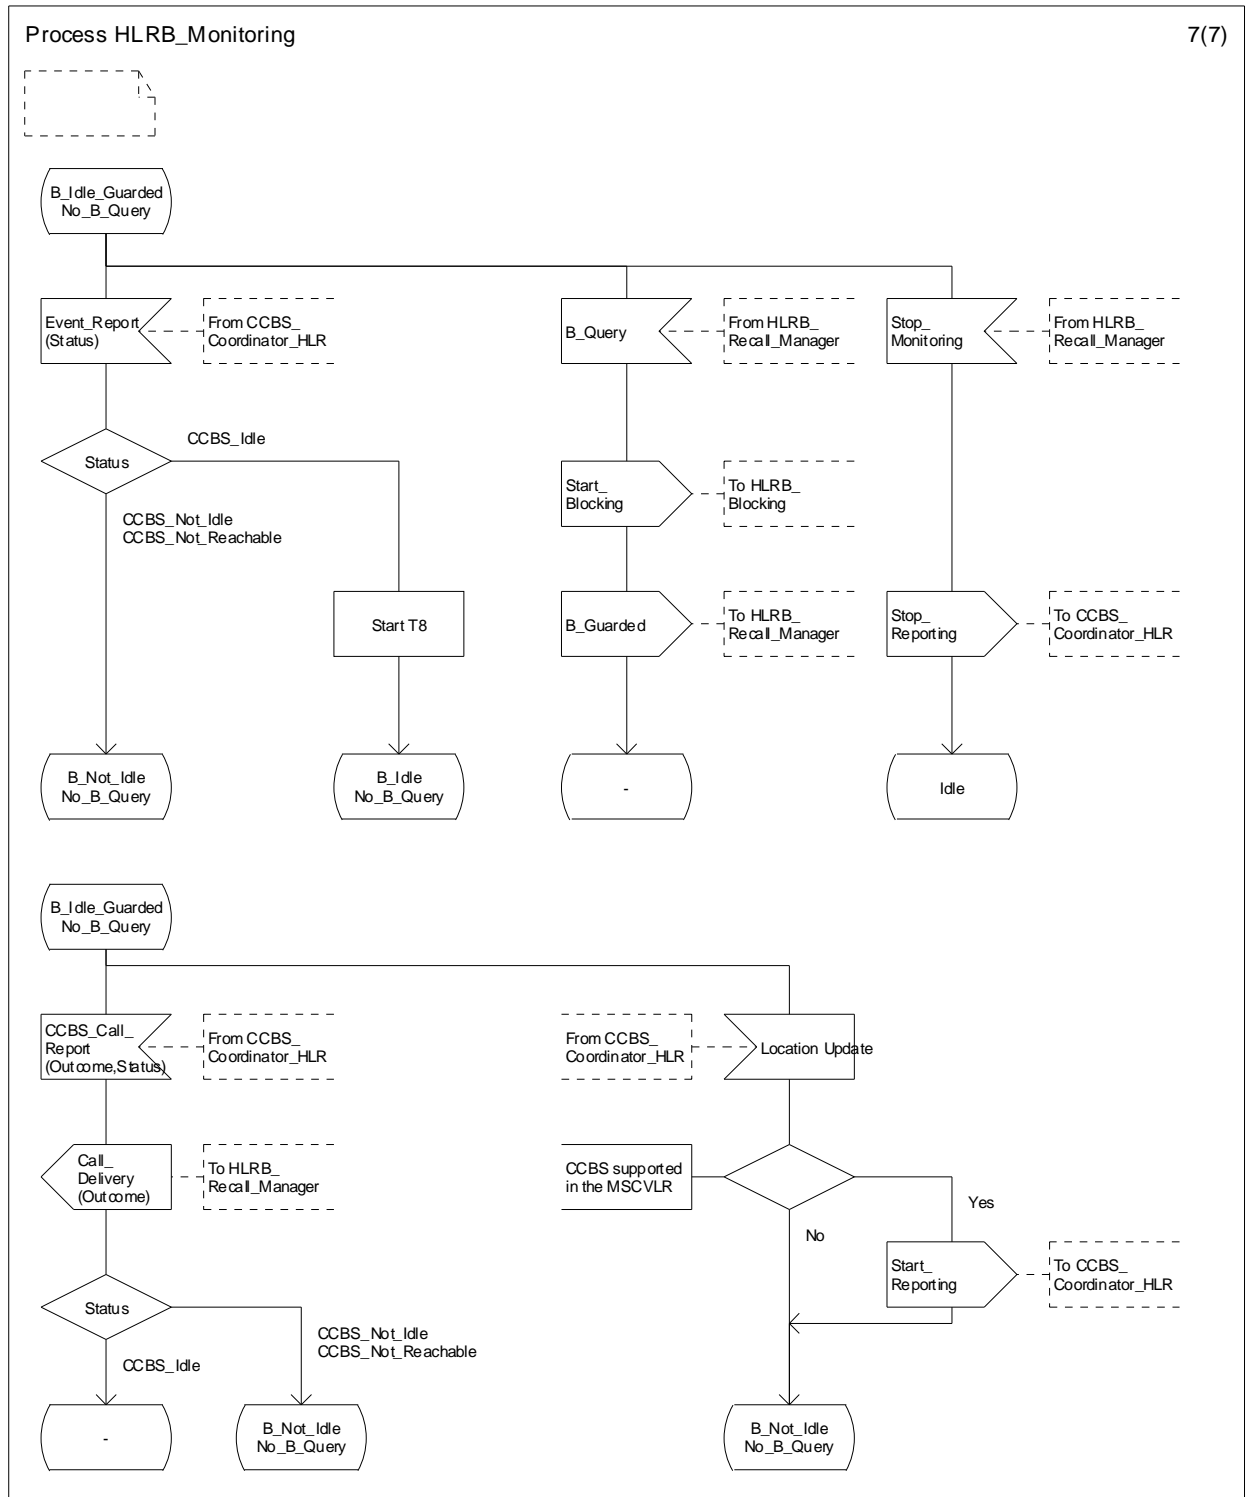 Process HLRB_Monitoring
7(7)
B_Idle_Guarded
No_B_Query
Event_Report
(Status)
From CCBS_
Coordinator_HLR
B_Query
From HLRB_
Recall_Manager
Stop_
Monitoring
From HLRB_
Recall_Manager
Status
CCBS_Idle
CCBS_Not_Idle
CCBS_Not_Reachable
Start_
Blocking
To HLRB_
Blocking
Start T8
B_Guarded
To HLRB_
Recall_Manager
Stop_
Reporting
To CCBS_
Coordinator_HLR
B_Not_Idle
No_B_Query
B_Idle
No_B_Query
-
Idle
B_Idle_Guarded
No_B_Query
CCBS_Call_
Report
(Outcome,Status)
From CCBS_
Coordinator_HLR
From CCBS_
Coordinator_HLR
Location Update
Call_
Delivery
(Outcome)
To HLRB_
Recall_Manager
CCBS supported
in the MSCVLR
Yes
No
Start_
Reporting
To CCBS_
Coordinator_HLR
Status
CCBS_Not_Idle
CCBS_Not_Reachable
CCBS_Idle
-
B_Not_Idle
No_B_Query
B_Not_Idle
No_B_Query